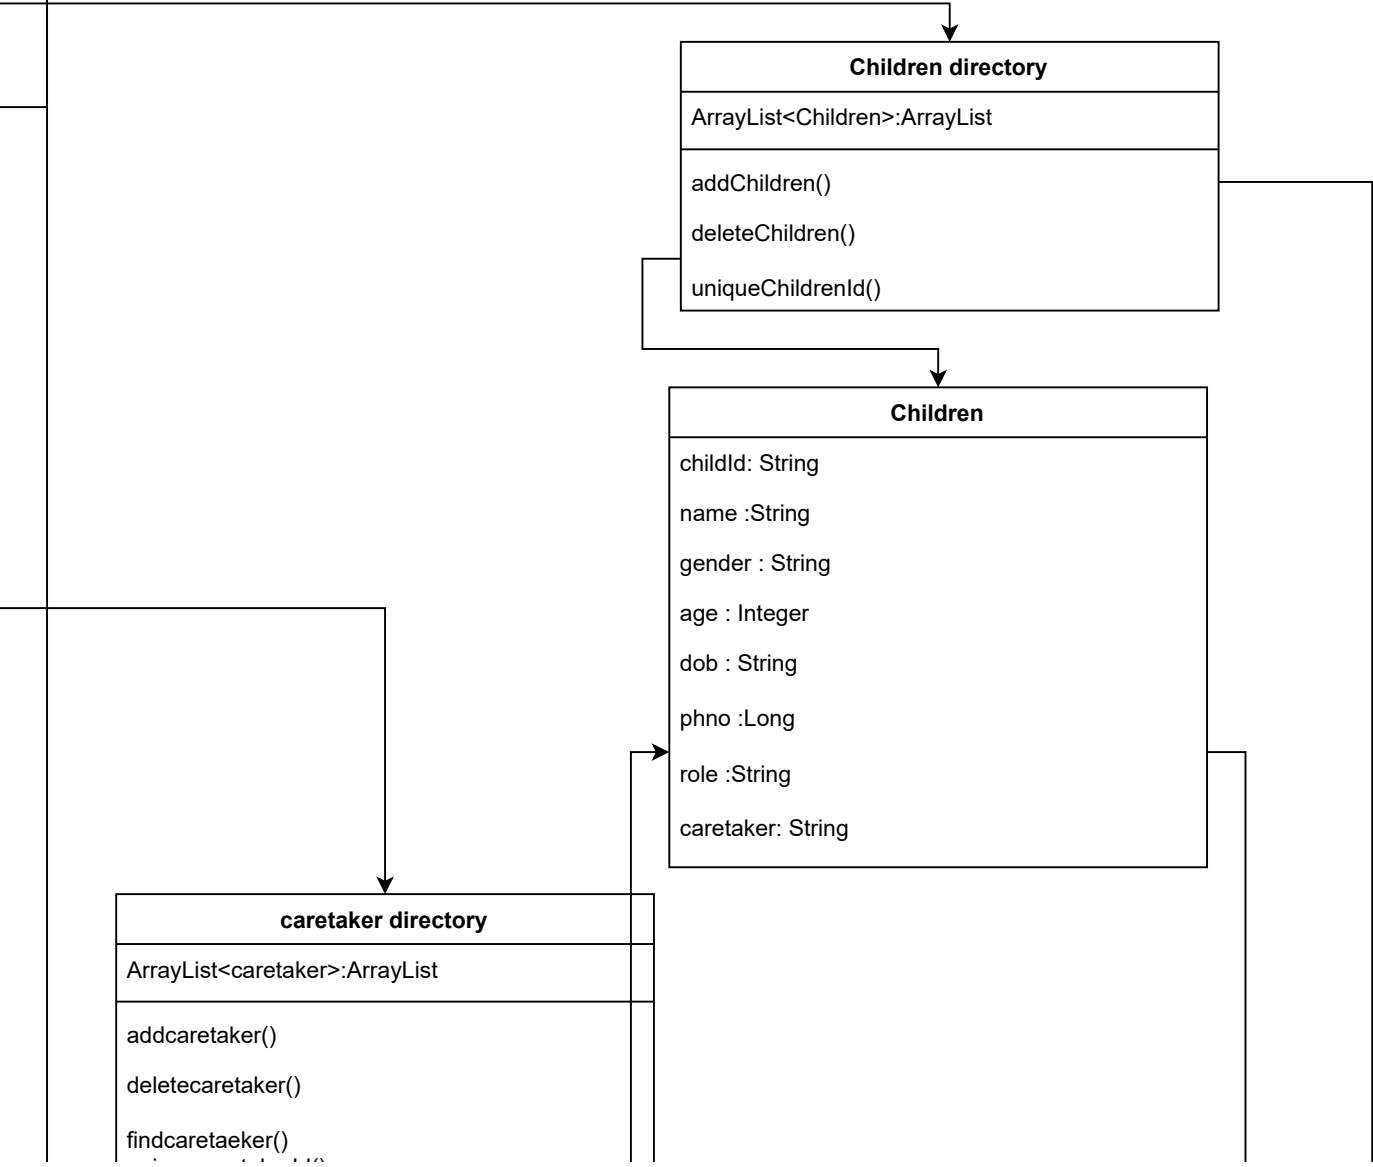 Children directory
ArrayList<Children>:ArrayList
addChildren()
deleteChildren()
uniqueChildrenId()
Children
childId: String
name :String
gender : String
age : Integer
dob : String
phno :Long
role :String
caretaker: String
caretaker directory
ArrayList<caretaker>:ArrayList
addcaretaker()
deletecaretaker()
findcaretaeker()